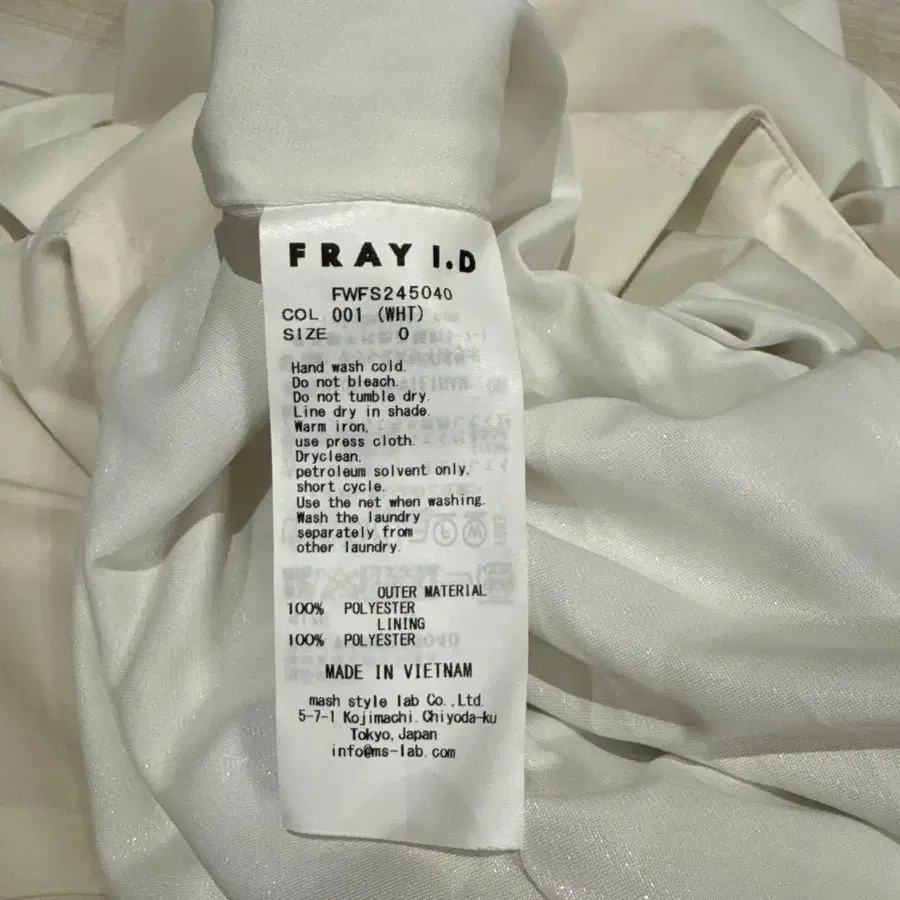 FRAY I.D
FWFS245040
COL 001 (WHT)
SIZE 0
Hand wash cold.
Do not bleach.
Do not tumble dry.
Line dry in shade.
Warm iron,
use press cloth.
Dryclean,
petroleum solvent only,
short cycle.
Use the net when washing.
Wash the laundry
separately from
other laundry.
OUTER MATERIAL
100% POLYESTER
LINING
100% POLYESTER
MADE IN VIETNAM
mash style lab Co.,Ltd.
5-7-1 Kojimachi.Chiyoda-ku
Tokyo,Japan
info@ms-lab.com